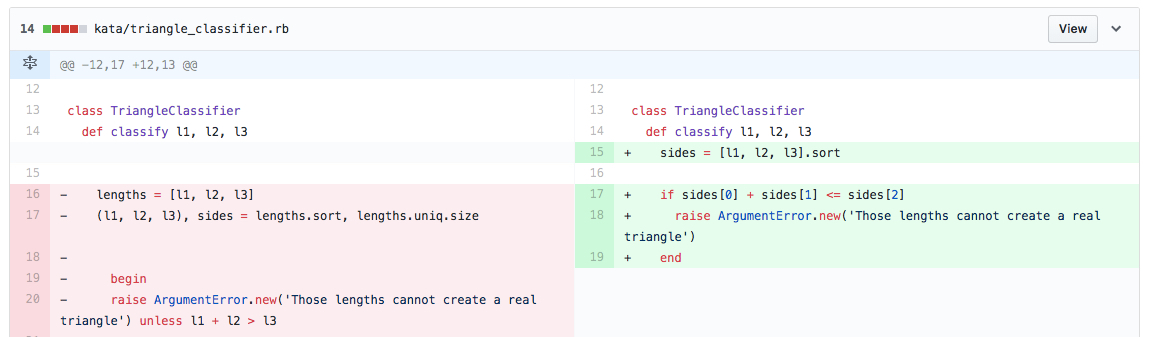 14 kata/triangle_classifier.rb View
@@ -12,17 +12,13 @@
12
13 class TriangleClassifier
14 def classify l1, l2, l3
15
16 - lengths = [l1, l2, l3]
17 - (l1, l2, l3), sides = lengths.sort, lengths.uniq.size
18 -
19 - begin
20 - raise ArgumentError.new('Those lengths cannot create a real
triangle') unless l1 + l2 > l3
12
13 class TriangleClassifier
14 def classify l1, l2, l3
15 + sides = [l1, l2, l3].sort
16
17 + if sides[0] + sides[1] <= sides[2]
18 + raise ArgumentError.new('Those lengths cannot create a real
triangle')
19 + end